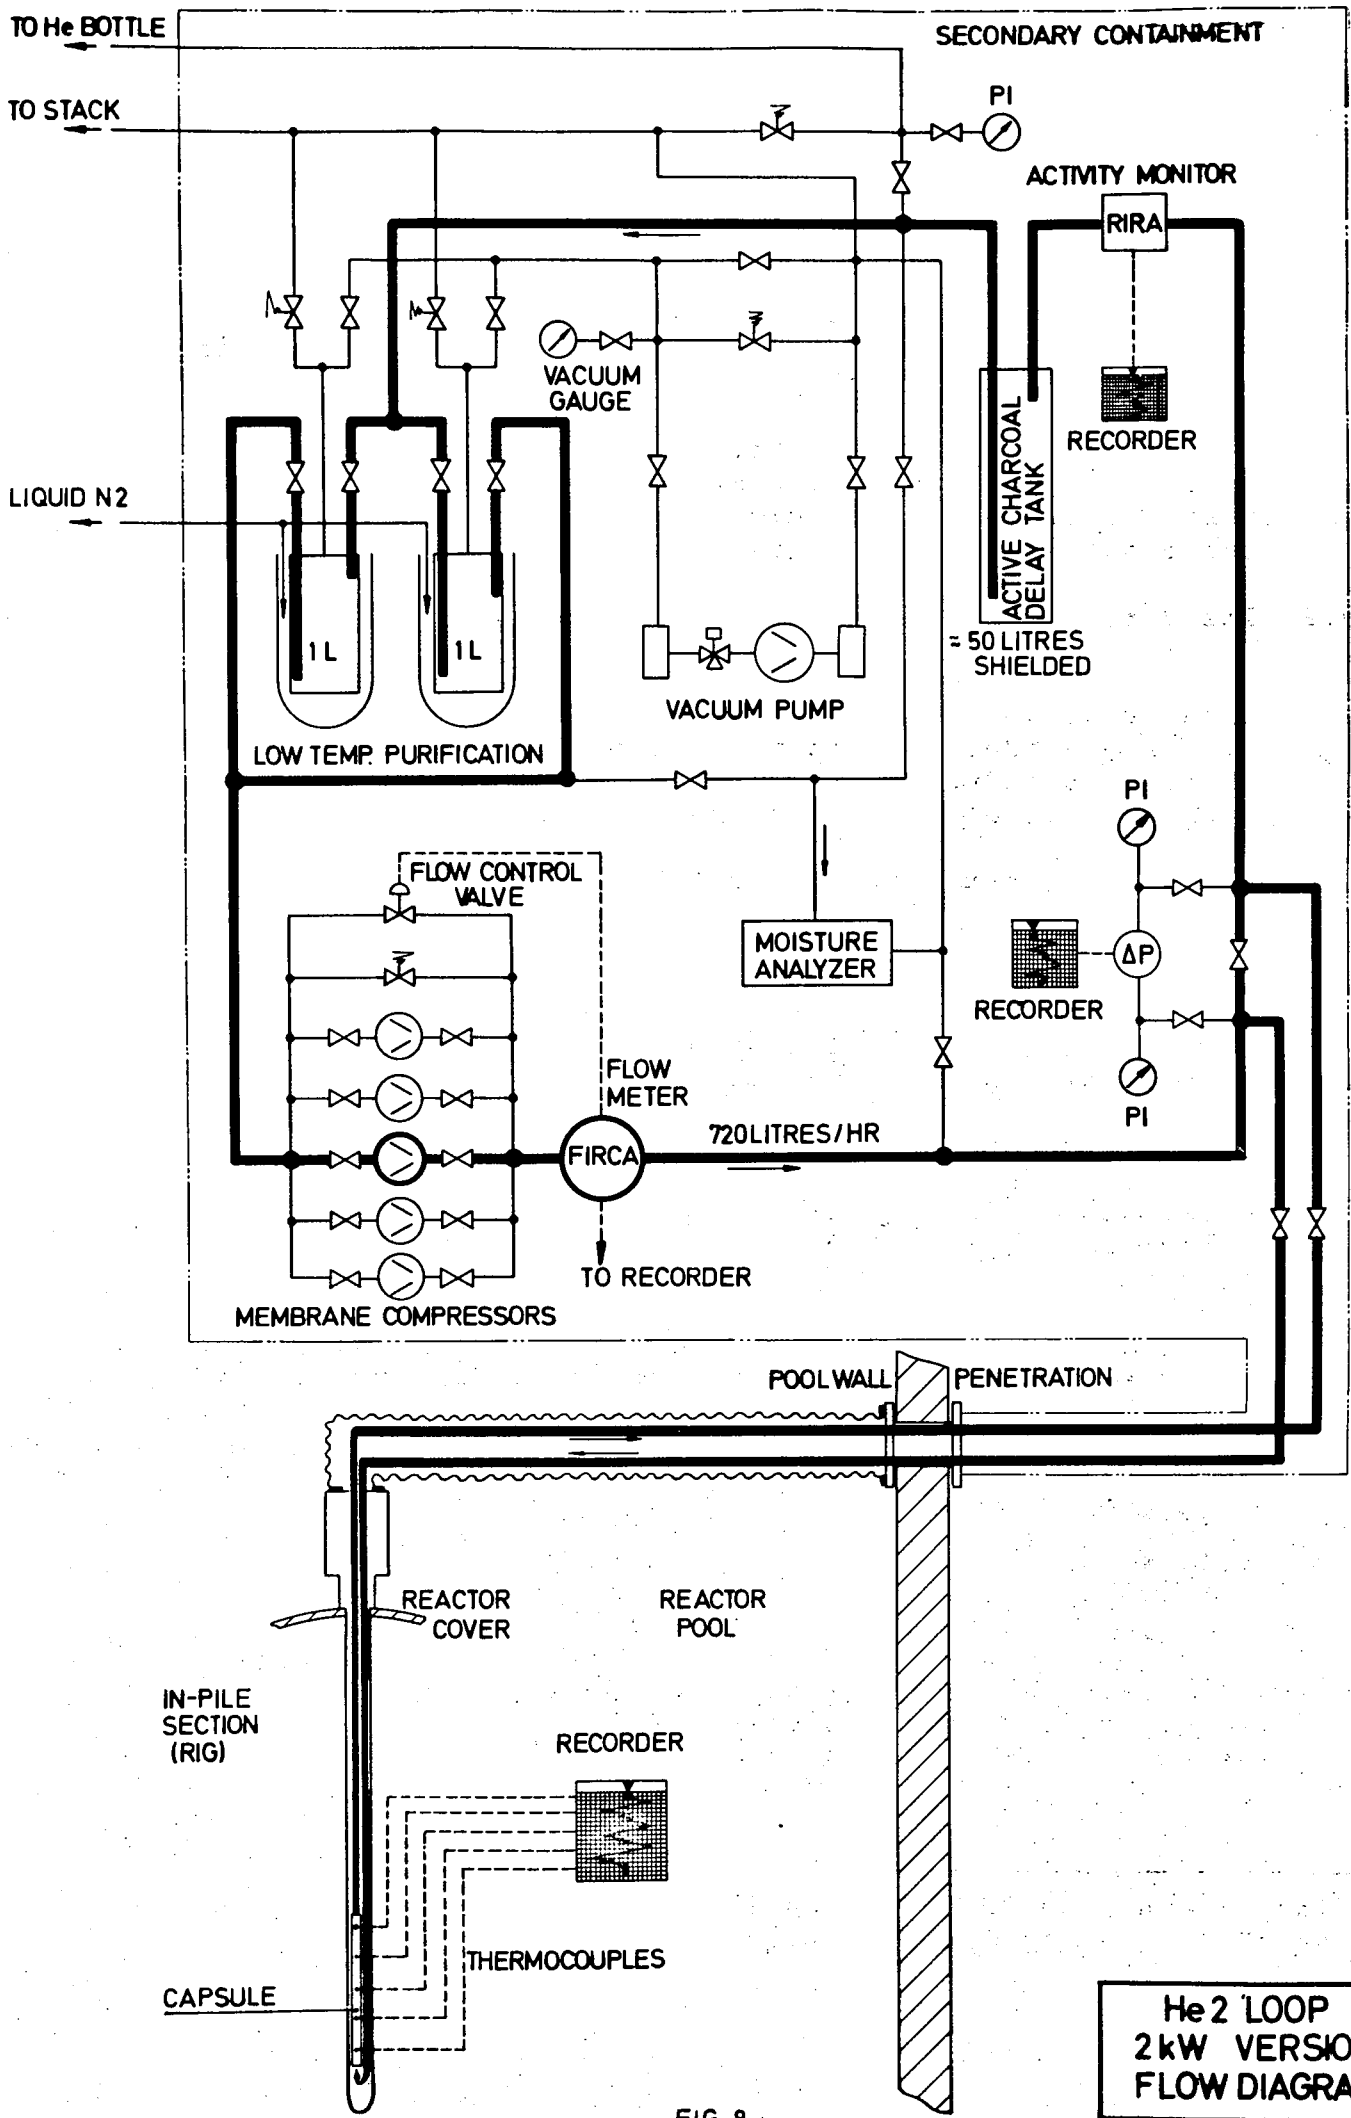 TO He BOTTLE
SECONDARY CONTAINMENT
TO STACK
PI
ACTIVITY MONITOR
RIRA
VACUUM
GAUGE
RECORDER
LIQUID N2
ACTIVE CHARCOAL
DELAY TANK
1 L
1 L
≈ 50 LITRES
SHIELDED
VACUUM PUMP
LOW TEMP. PURIFICATION
PI
FLOW CONTROL
VALVE
MOISTURE
ANALYZER
ΔP
RECORDER
FLOW
METER
PI
720 LITRES/HR
FIRCA
TO RECORDER
MEMBRANE COMPRESSORS
POOL WALL
PENETRATION
REACTOR
COVER
REACTOR
POOL
IN-PILE
SECTION
(RIG)
RECORDER
THERMOCOUPLES
CAPSULE
He 2 LOOP
2 kW VERSIO
FLOW DIAGRA